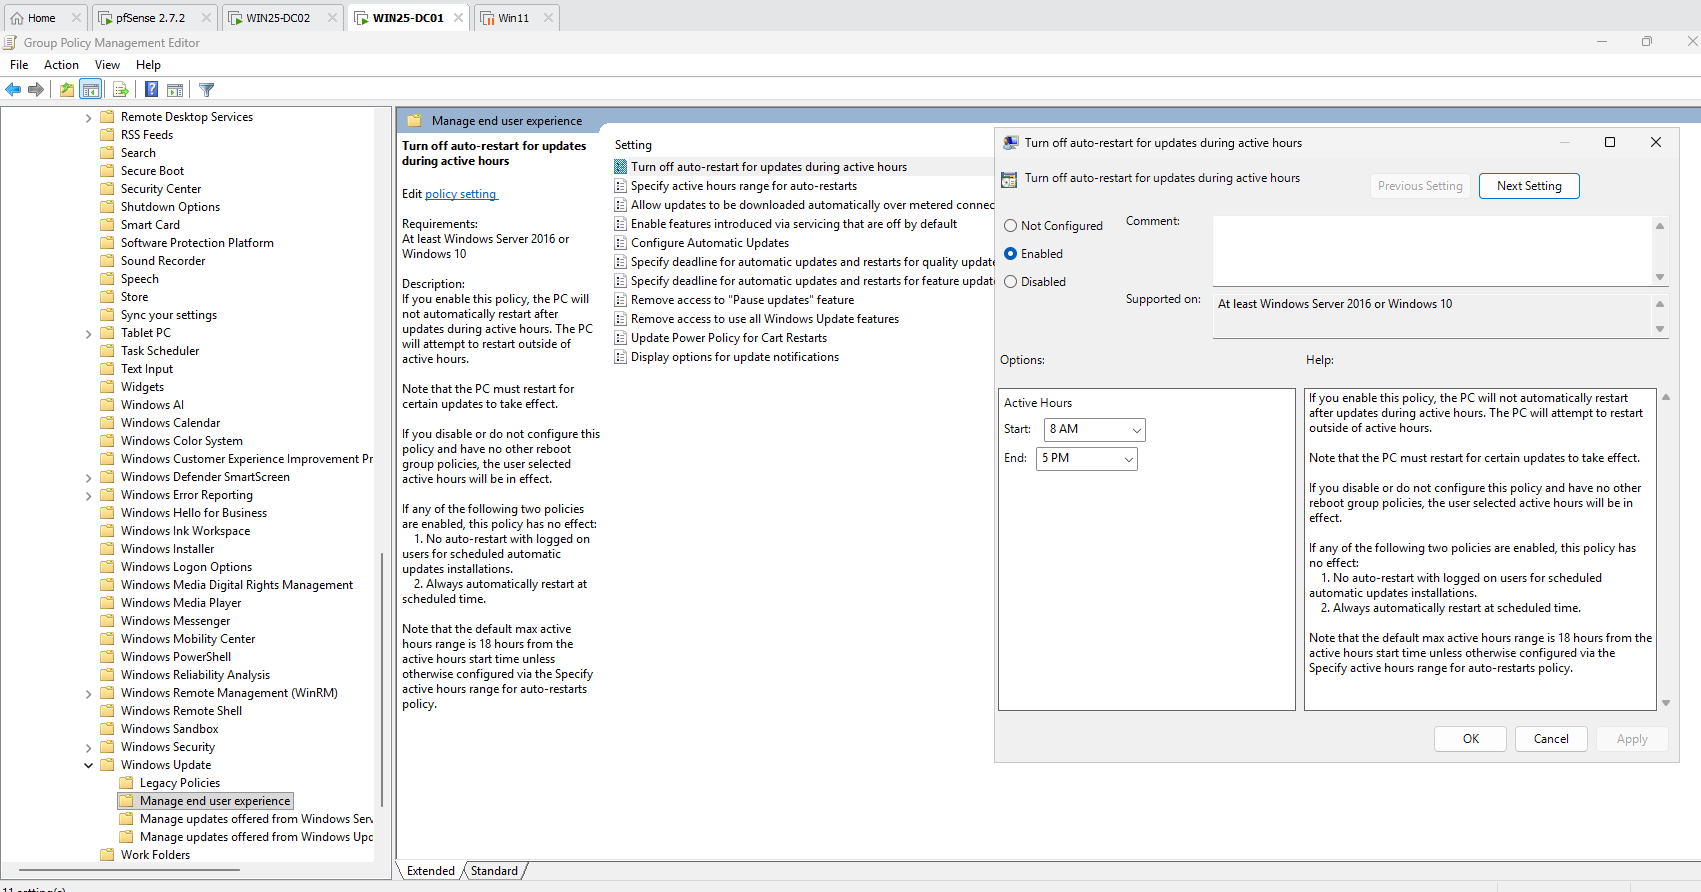 Home
pfSense 2.7.2
WIN25-DC02
WIN25-DC01
Win11
Group Policy Management Editor
File Action View Help
Remote Desktop Services
RSS Feeds
Search
Secure Boot
Security Center
Shutdown Options
Smart Card
Software Protection Platform
Sound Recorder
Speech
Store
Sync your settings
Tablet PC
Task Scheduler
Text Input
Widgets
Windows AI
Windows Calendar
Windows Color System
Windows Customer Experience Improvement Pr
Windows Defender SmartScreen
Windows Error Reporting
Windows Hello for Business
Windows Ink Workspace
Windows Installer
Windows Logon Options
Windows Media Digital Rights Management
Windows Media Player
Windows Messenger
Windows Mobility Center
Windows PowerShell
Windows Reliability Analysis
Windows Remote Management (WinRM)
Windows Remote Shell
Windows Sandbox
Windows Security
Windows Update
Legacy Policies
Manage end user experience
Manage updates offered from Windows Serv
Manage updates offered from Windows Upd
Work Folders
11 setting(s)
Manage end user experience
Turn off auto-restart for updates
during active hours
Edit policy setting
Requirements:
At least Windows Server 2016 or
Windows 10
Description:
If you enable this policy, the PC will
not automatically restart after
updates during active hours. The PC
will attempt to restart outside of
active hours.
Note that the PC must restart for
certain updates to take effect.
If you disable or do not configure this
policy and have no other reboot
group policies, the user selected
active hours will be in effect.
If any of the following two policies
are enabled, this policy has no effect:
1. No auto-restart with logged on
users for scheduled automatic
updates installations.
2. Always automatically restart at
scheduled time.
Note that the default max active
hours range is 18 hours from the
active hours start time unless
otherwise configured via the Specify
active hours range for auto-restarts
policy.
Setting
Turn off auto-restart for updates during active hours
Specify active hours range for auto-restarts
Allow updates to be downloaded automatically over metered connec
Enable features introduced via servicing that are off by default
Configure Automatic Updates
Specify deadline for automatic updates and restarts for quality update
Specify deadline for automatic updates and restarts for feature updat
Remove access to "Pause updates" feature
Remove access to use all Windows Update features
Update Power Policy for Cart Restarts
Display options for update notifications
Extended Standard
Turn off auto-restart for updates during active hours
Turn off auto-restart for updates during active hours
Previous Setting
Next Setting
Not Configured
Enabled
Disabled
Comment:
Supported on:
At least Windows Server 2016 or Windows 10
Options:
Help:
Active Hours
Start: 8 AM
End: 5 PM
If you enable this policy, the PC will not automatically restart
after updates during active hours. The PC will attempt to restart
outside of active hours.
Note that the PC must restart for certain updates to take effect.
If you disable or do not configure this policy and have no other
reboot group policies, the user selected active hours will be in
effect.
If any of the following two policies are enabled, this policy has
no effect:
1. No auto-restart with logged on users for scheduled
automatic updates installations.
2. Always automatically restart at scheduled time.
Note that the default max active hours range is 18 hours from the
active hours start time unless otherwise configured via the
Specify active hours range for auto-restarts policy.
OK
Cancel
Apply